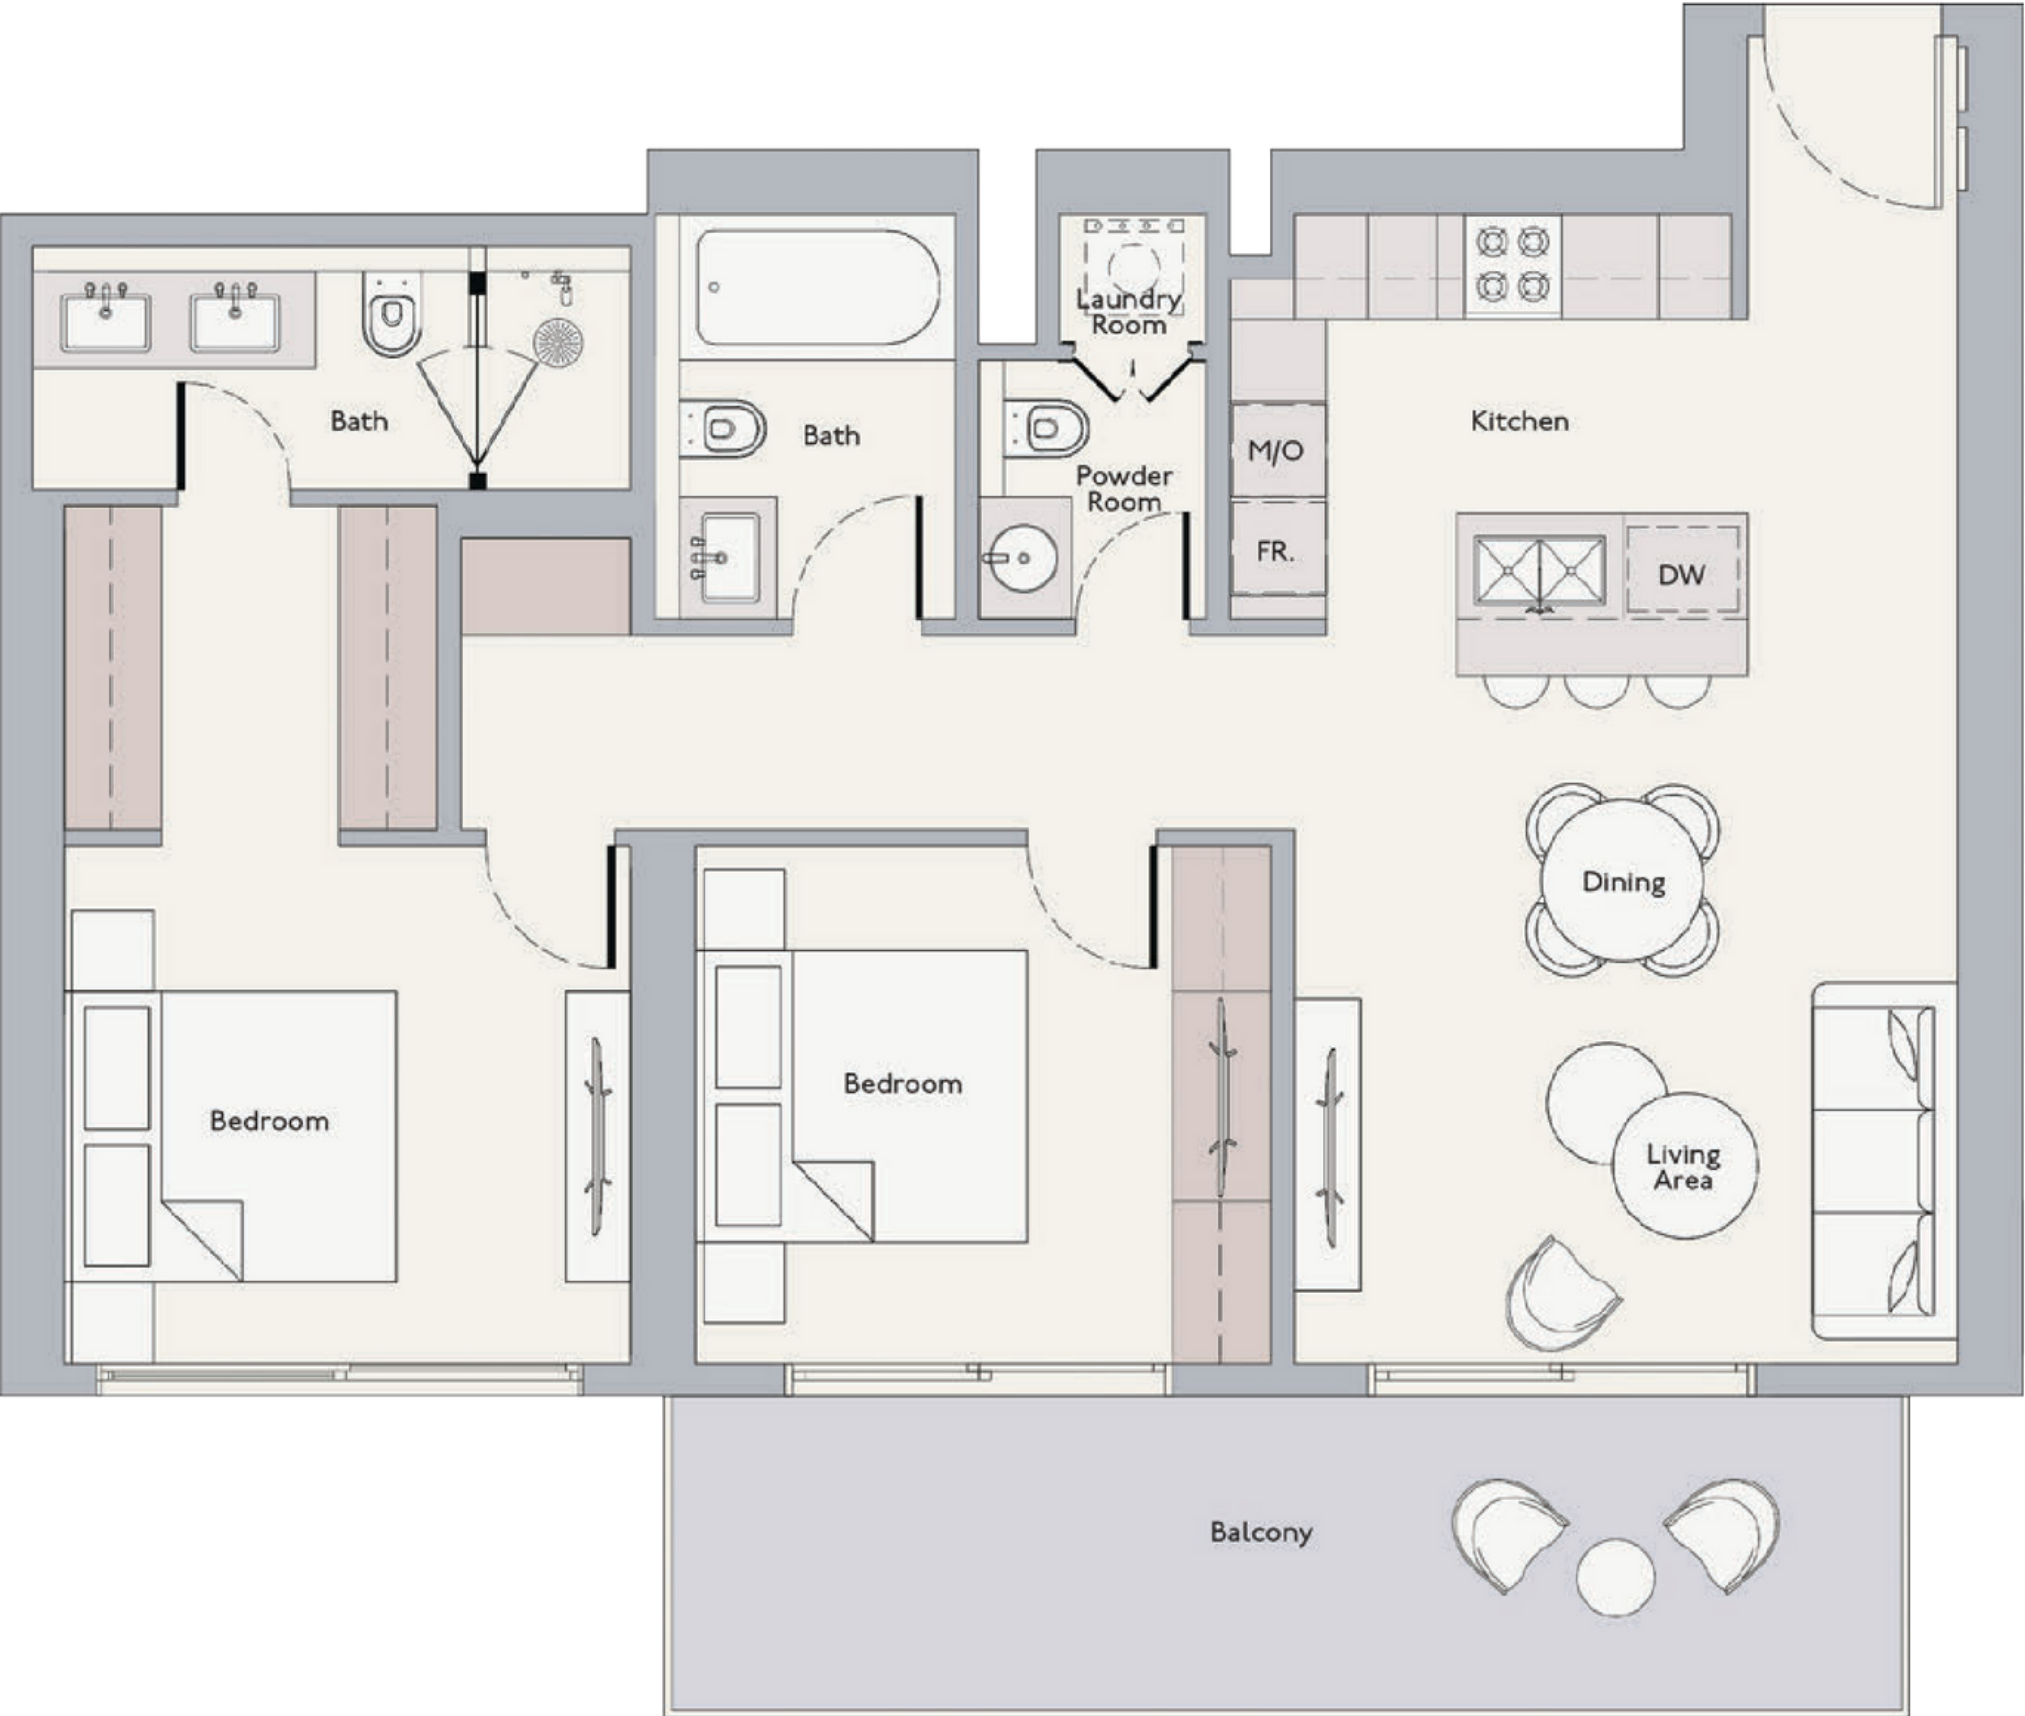 Laundry
Room
Bath
Bath
Kitchen
M/O
Powder
Room
FR.
DW
Dining
Bedroom
Bedroom
Living
Area
Balcony